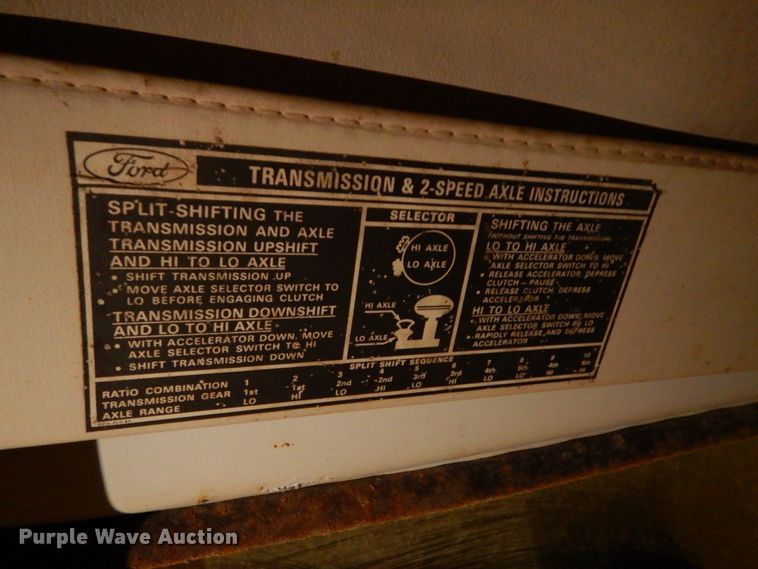 Ford
TRANSMISSION & 2-SPEED AXLE INSTRUCTIONS
SPLIT-SHIFTING THE
TRANSMISSION AND AXLE
TRANSMISSION UPSHIFT
AND HI TO LO AXLE
• SHIFT TRANSMISSION UP
• MOVE AXLE SELECTOR SWITCH TO
LO BEFORE ENGAGING CLUTCH
TRANSMISSION DOWNSHIFT
AND LO TO HI AXLE
• WITH ACCELERATOR DOWN, MOVE
AXLE SELECTOR SWITCH TO HI
• SHIFT TRANSMISSION DOWN
SELECTOR
HI AXLE
LO AXLE
HI AXLE
LO AXLE
SHIFTING THE AXLE
(WITHOUT SHIFTING THE TRANSMISSION)
LO TO HI AXLE
• WITH ACCELERATOR DOWN, MOVE
AXLE SELECTOR SWITCH TO HI
• RELEASE ACCELERATOR, DEPRESS
CLUTCH - PAUSE
• RELEASE CLUTCH, DEPRESS
ACCELERATOR
HI TO LO AXLE
• WITH ACCELERATOR DOWN, MOVE
AXLE SELECTOR SWITCH TO LO
• RAPIDLY RELEASE AND DEPRESS
ACCELERATOR
SPLIT SHIFT SEQUENCE
RATIO COMBINATION 1 2 3 4 5 6 7 8 9 10
TRANSMISSION GEAR 1st 1st 2nd 2nd 3rd 3rd 4th 5th 4th 5th
AXLE RANGE LO HI LO HI LO HI LO LO HI HI
Purple Wave Auction